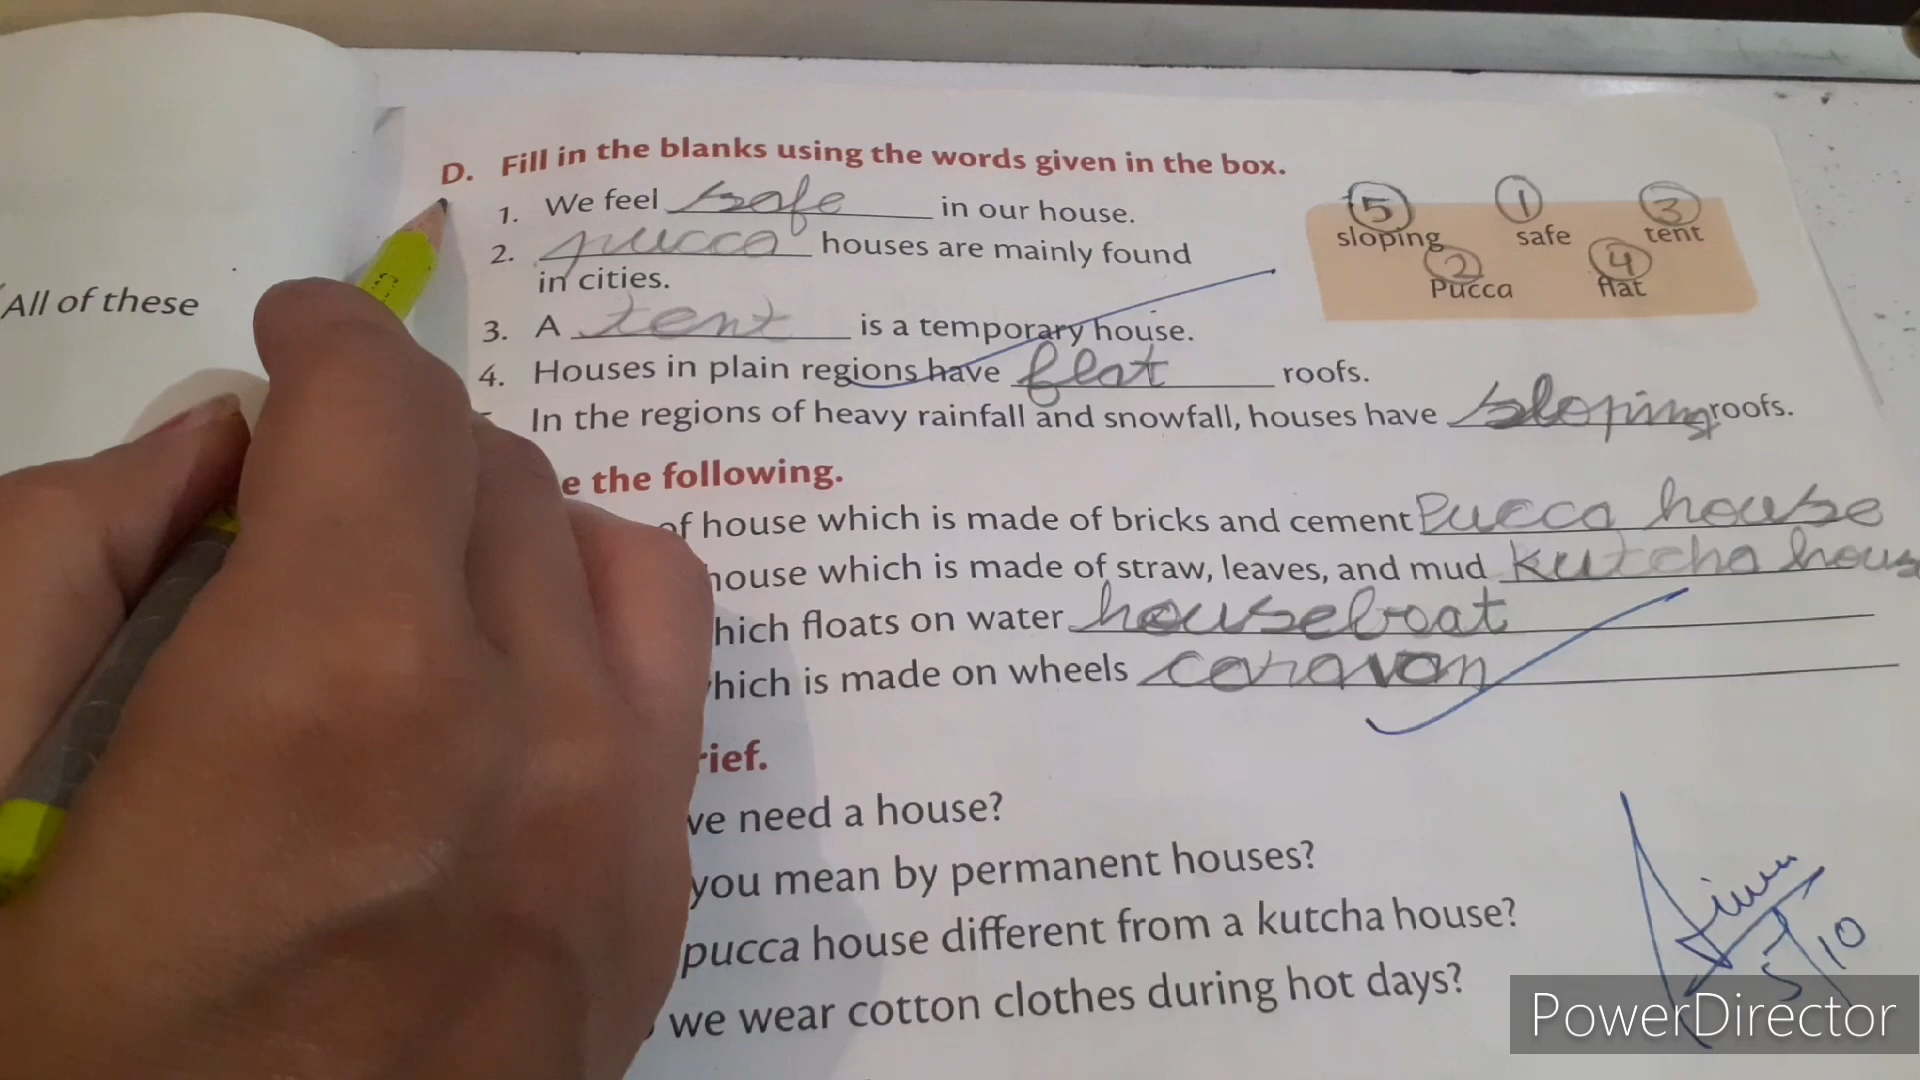 All of these
D. Fill in the blanks using the words given in the box.
1. We feel safe in our house.
2. pucca houses are mainly found
in cities.
3. A tent is a temporary house.
4. Houses in plain regions have flat roofs.
In the regions of heavy rainfall and snowfall, houses have sloping roofs.
5 1 3
sloping safe tent
2 4
Pucca flat
e the following.
of house which is made of bricks and cement Pucca house
house which is made of straw, leaves, and mud kutcha hous
hich floats on water houseboat
hich is made on wheels caravan
rief.
ve need a house?
you mean by permanent houses?
pucca house different from a kutcha house?
we wear cotton clothes during hot days?
5/10
PowerDirector